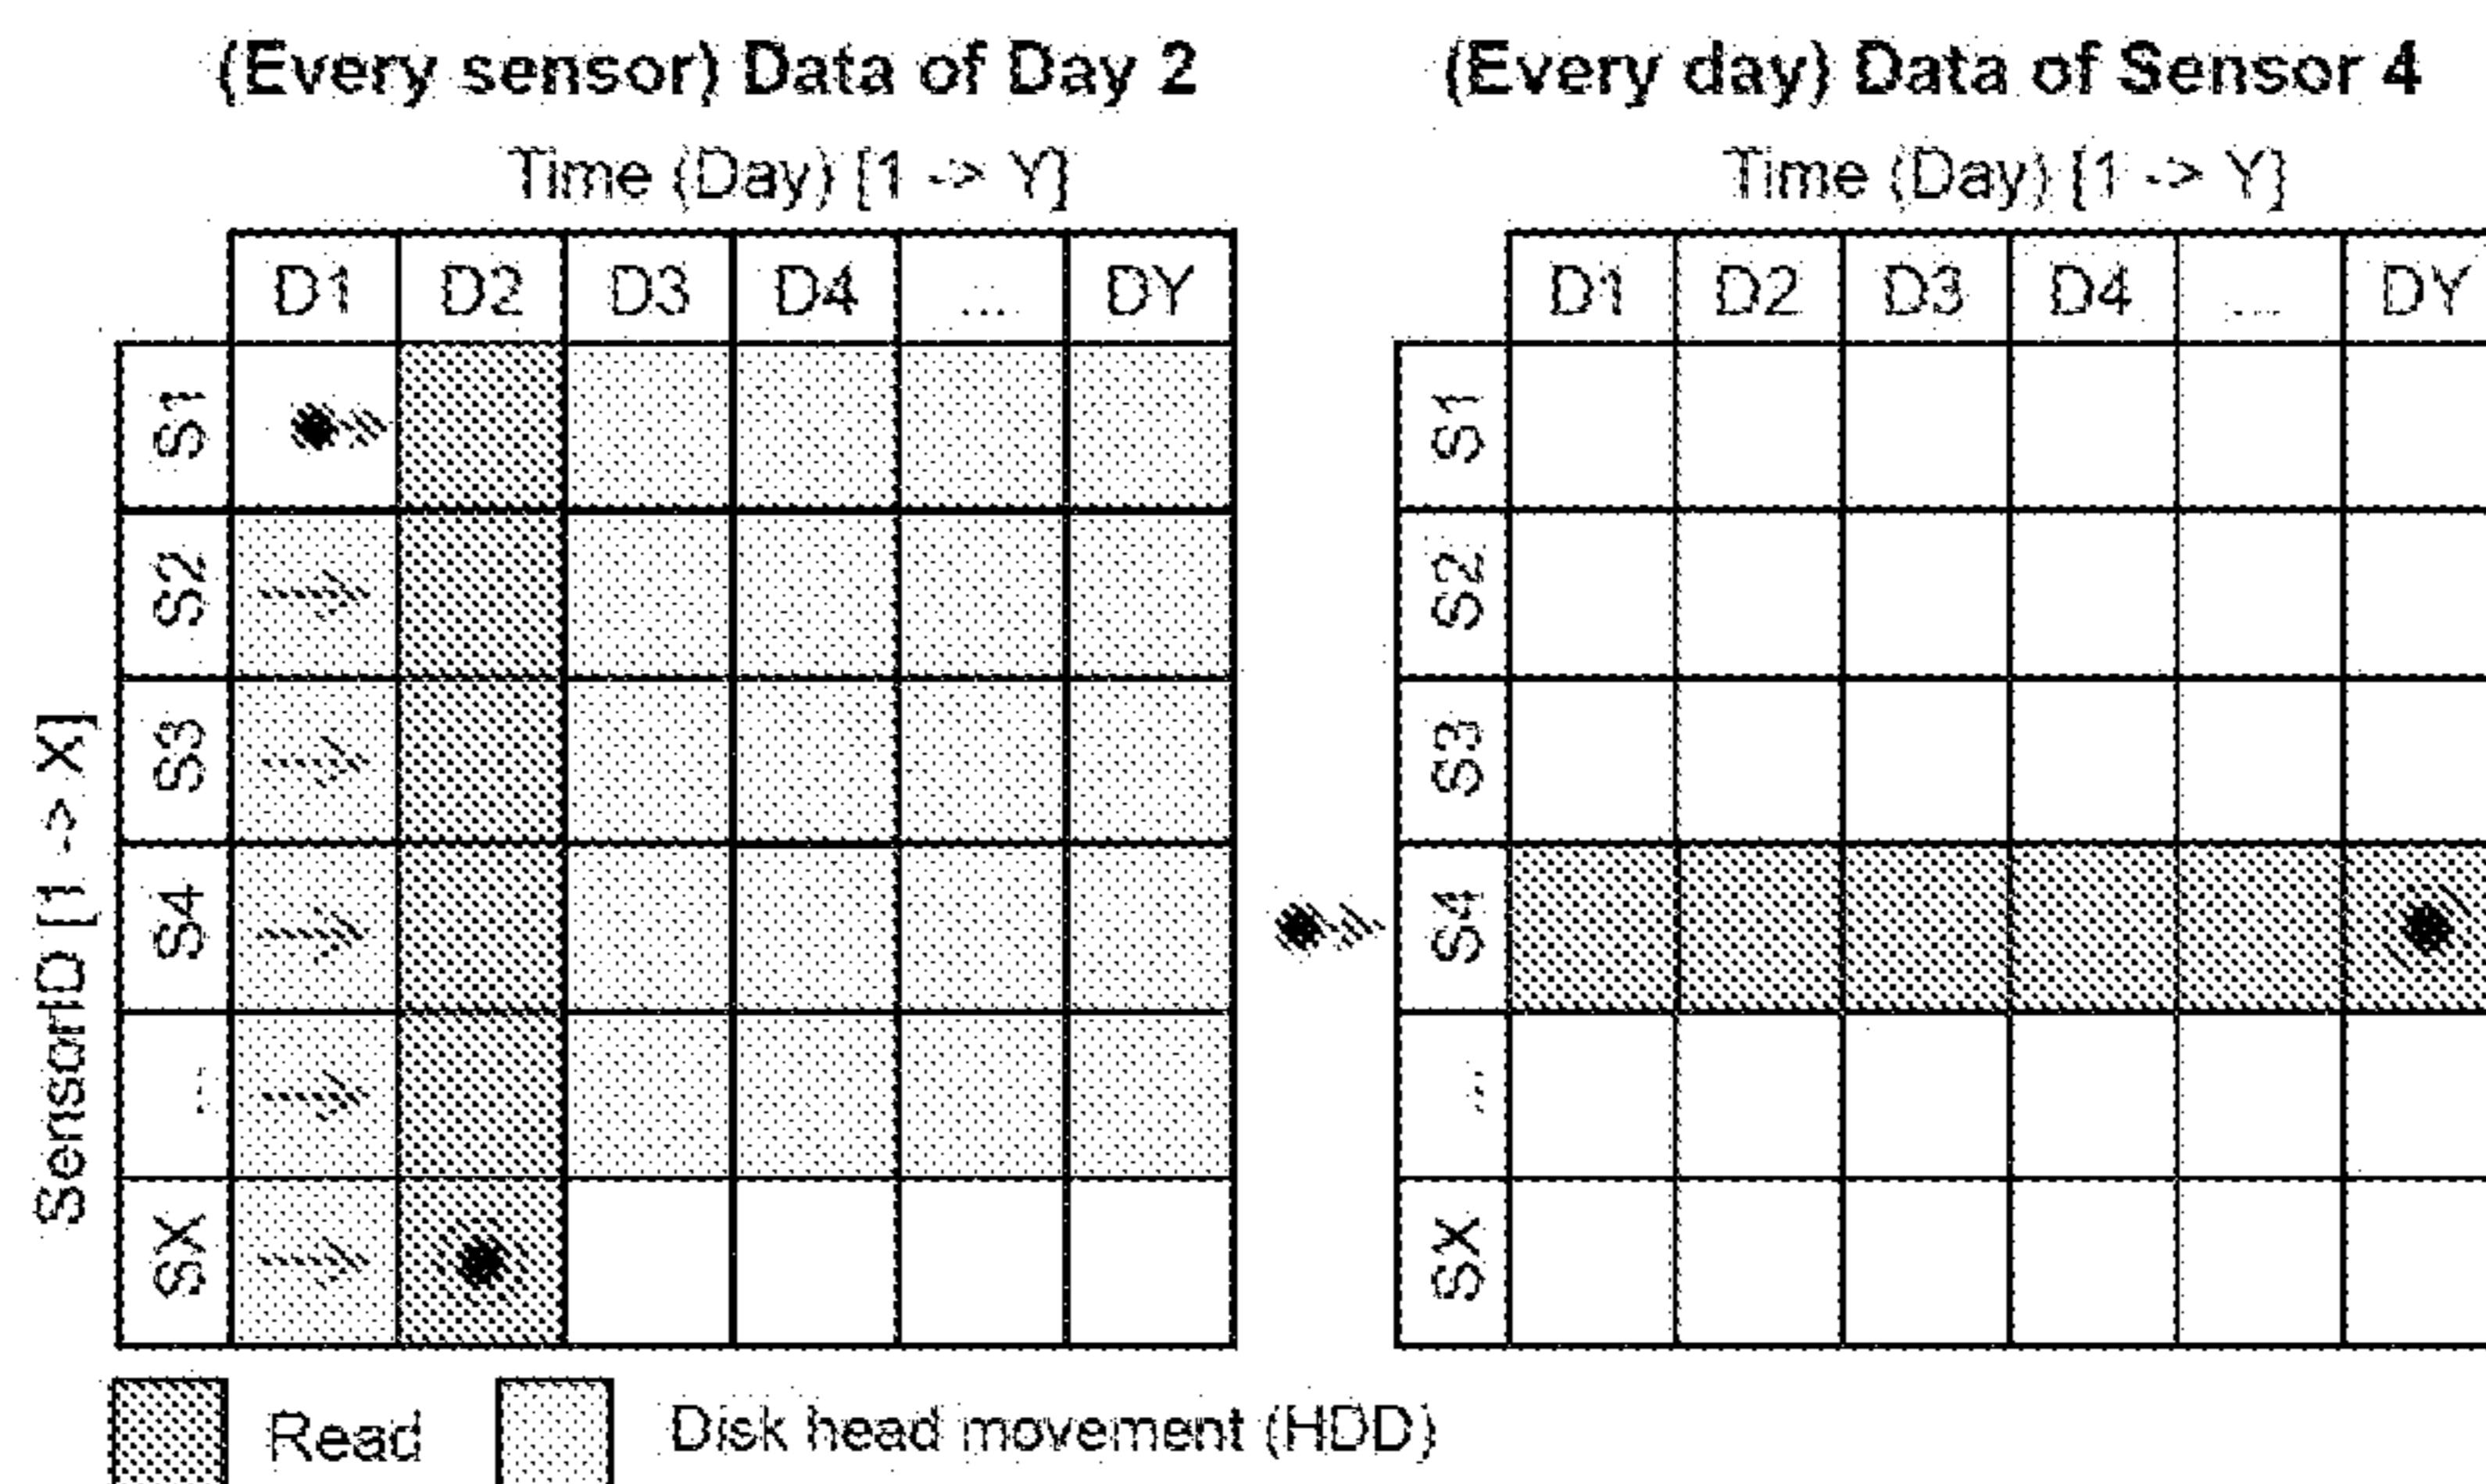 (Every sensor) Data of Day 2
Time (Day) [1 -> Y]
D1 D2 D3 D4 ... DY
SensorID [1 -> X]
S1
S2
S3
S4
...
SX
(Every day) Data of Sensor 4
Time (Day) [1 -> Y]
D1 D2 D3 D4 ... DY
S1
S2
S3
S4
...
SX
Read
Disk head movement (HDD)